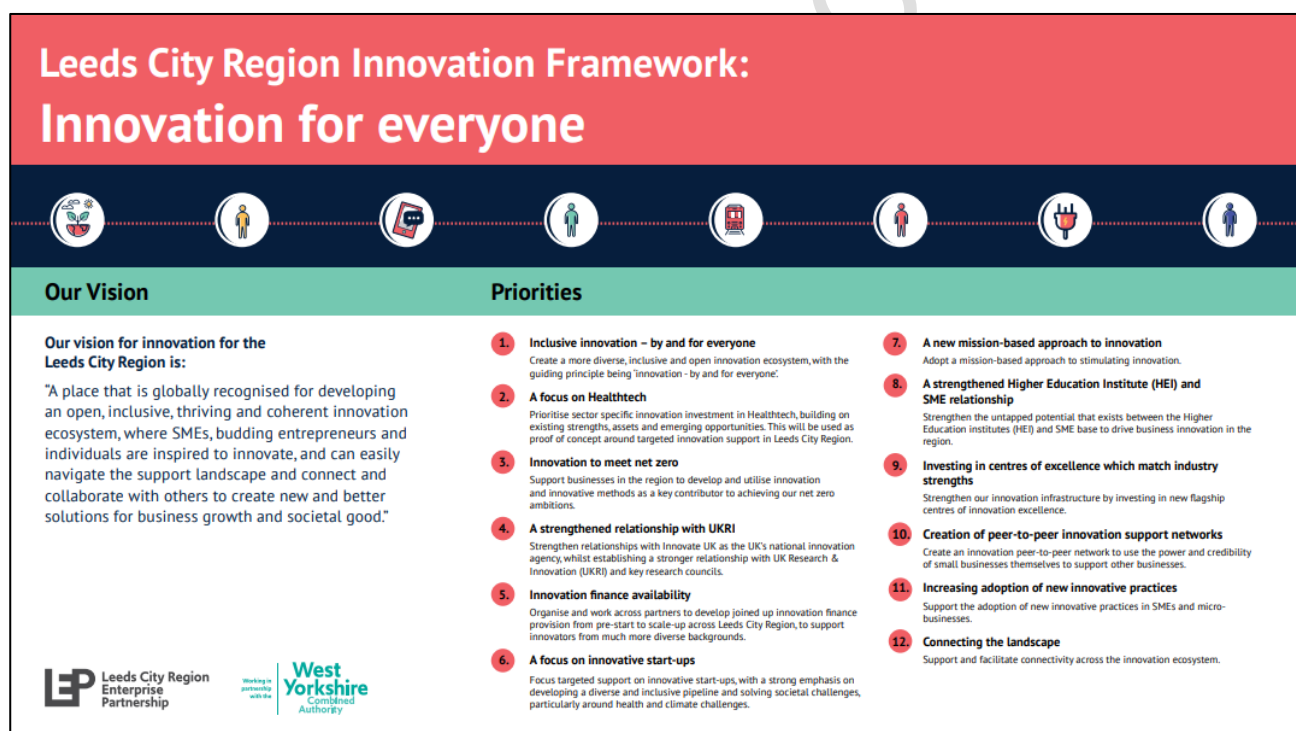 Leeds City Region Innovation Framework:
Innovation for everyone
Our Vision
Our vision for innovation for the
Leeds City Region is:
“A place that is globally recognised for developing
an open, inclusive, thriving and coherent innovation
ecosystem, where SMEs, budding entrepreneurs and
individuals are inspired to innovate, and can easily
navigate the support landscape and connect and
collaborate with others to create new and better
solutions for business growth and societal good.”
Priorities
1. Inclusive innovation – by and for everyone
Create a more diverse, inclusive and open innovation ecosystem, with the
guiding principle being ‘innovation - by and for everyone’.
2. A focus on Healthtech
Prioritise sector specific innovation investment in Healthtech, building on
existing strengths, assets and emerging opportunities. This will be used as
proof of concept around targeted innovation support in Leeds City Region.
3. Innovation to meet net zero
Support businesses in the region to develop and utilise innovation
and innovative methods as a key contributor to achieving our net zero
ambitions.
4. A strengthened relationship with UKRI
Strengthen relationships with Innovate UK as the UK’s national innovation
agency, whilst establishing a stronger relationship with UK Research &
Innovation (UKRI) and key research councils.
5. Innovation finance availability
Organise and work across partners to develop joined up innovation finance
provision from pre-start to scale-up across Leeds City Region, to support
innovators from much more diverse backgrounds.
6. A focus on innovative start-ups
Focus targeted support on innovative start-ups, with a strong emphasis on
developing a diverse and inclusive pipeline and solving societal challenges,
particularly around health and climate challenges.
7. A new mission-based approach to innovation
Adopt a mission-based approach to stimulating innovation.
8. A strengthened Higher Education Institute (HEI) and
SME relationship
Strengthen the untapped potential that exists between the Higher
Education institutes (HEI) and SME base to drive business innovation in the
region.
9. Investing in centres of excellence which match industry
strengths
Strengthen our innovation infrastructure by investing in new flagship
centres of innovation excellence.
10. Creation of peer-to-peer innovation support networks
Create an innovation peer-to-peer network to use the power and credibility
of small businesses themselves to support other businesses.
11. Increasing adoption of new innovative practices
Support the adoption of new innovative practices in SMEs and micro-
businesses.
12. Connecting the landscape
Support and facilitate connectivity across the innovation ecosystem.
LEP
Leeds City Region
Enterprise
Partnership
Working in
partnership
with the
West
Yorkshire
Combined
Authority